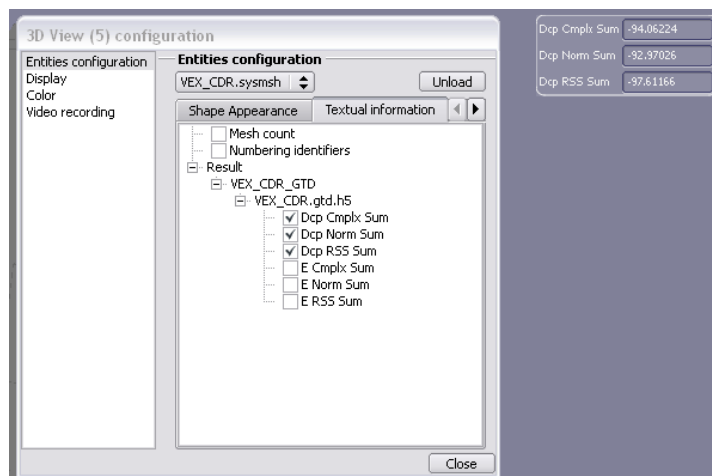 3D View (5) configuration
Entities configuration
Display
Color
Video recording
Entities configuration
VEX_CDR.sysmsh
Unload
Shape Appearance
Textual information
Mesh count
Numbering identifiers
Result
VEX_CDR_GTD
VEX_CDR.gtd.h5
Dcp Cmplx Sum
Dcp Norm Sum
Dcp RSS Sum
E Cmplx Sum
E Norm Sum
E RSS Sum
Close
Dcp Cmplx Sum -94.06224
Dcp Norm Sum -92.97026
Dcp RSS Sum -97.61166